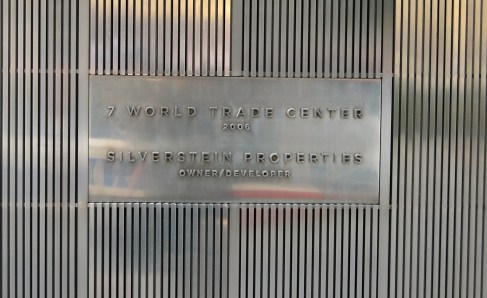 7 WORLD TRADE CENTER
2006
SILVERSTEIN PROPERTIES
OWNER/DEVELOPER